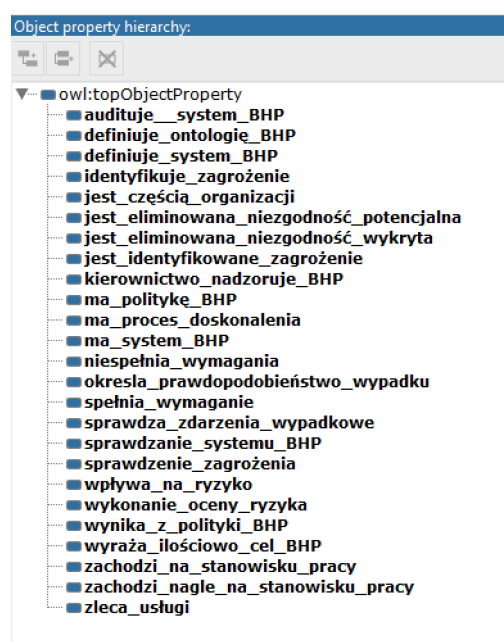 Object property hierarchy:
owl:topObjectProperty
audituje__system_BHP
definiuje_ontologię_BHP
definiuje_system_BHP
identyfikuje_zagrożenie
jest_częścią_organizacji
jest_eliminowana_niezgodność_potencjalna
jest_eliminowana_niezgodność_wykryta
jest_identyfikowane_zagrożenie
kierownictwo_nadzoruje_BHP
ma_politykę_BHP
ma_proces_doskonalenia
ma_system_BHP
niespełnia_wymagania
okresla_prawdopodobieństwo_wypadku
spełnia_wymaganie
sprawdza_zdarzenia_wypadkowe
sprawdzanie_systemu_BHP
sprawdzenie_zagrożenia
wpływa_na_ryzyko
wykonanie_oceny_ryzyka
wynika_z_polityki_BHP
wyraża_ilościowo_cel_BHP
zachodzi_na_stanowisku_pracy
zachodzi_nagle_na_stanowisku_pracy
zleca_usługi